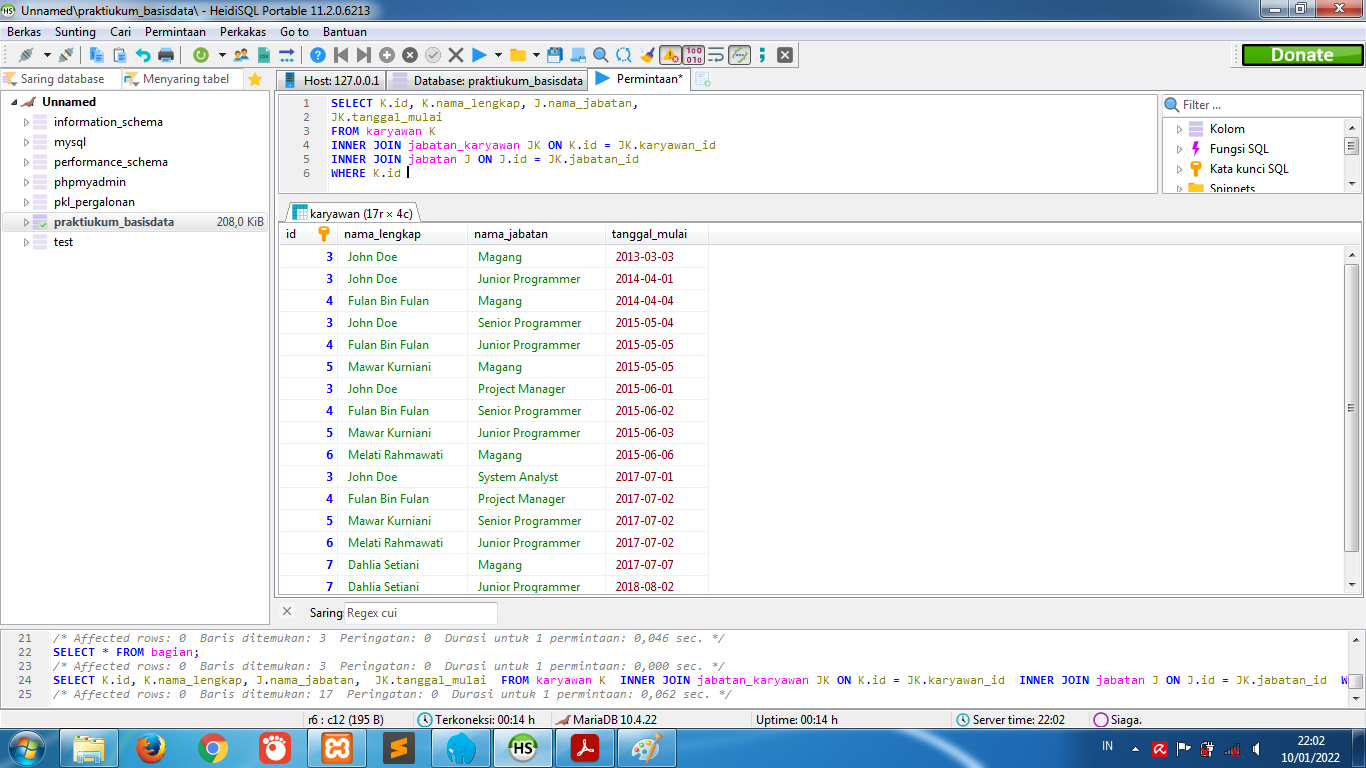 Unnamed\praktiukum_basisdata\ - HeidiSQL Portable 11.2.0.6213
Berkas Sunting Cari Permintaan Perkakas Go to Bantuan
Donate
Saring database Menyaring tabel
Host: 127.0.0.1 Database: praktiukum_basisdata Permintaan*
Unnamed
information_schema
mysql
performance_schema
phpmyadmin
pkl_pergalonan
praktiukum_basisdata 208,0 KiB
test
1 SELECT K.id, K.nama_lengkap, J.nama_jabatan,
2 JK.tanggal_mulai
3 FROM karyawan K
4 INNER JOIN jabatan_karyawan JK ON K.id = JK.karyawan_id
5 INNER JOIN jabatan J ON J.id = JK.jabatan_id
6 WHERE K.id
Filter ...
Kolom
Fungsi SQL
Kata kunci SQL
Snippets
karyawan (17r × 4c)
id nama_lengkap nama_jabatan tanggal_mulai
3 John Doe Magang 2013-03-03
3 John Doe Junior Programmer 2014-04-01
4 Fulan Bin Fulan Magang 2014-04-04
3 John Doe Senior Programmer 2015-05-04
4 Fulan Bin Fulan Junior Programmer 2015-05-05
5 Mawar Kurniani Magang 2015-05-05
3 John Doe Project Manager 2015-06-01
4 Fulan Bin Fulan Senior Programmer 2015-06-02
5 Mawar Kurniani Junior Programmer 2015-06-03
6 Melati Rahmawati Magang 2015-06-06
3 John Doe System Analyst 2017-07-01
4 Fulan Bin Fulan Project Manager 2017-07-02
5 Mawar Kurniani Senior Programmer 2017-07-02
6 Melati Rahmawati Junior Programmer 2017-07-02
7 Dahlia Setiani Magang 2017-07-07
7 Dahlia Setiani Junior Programmer 2018-08-02
Saring: Regex cui
21 /* Affected rows: 0 Baris ditemukan: 3 Peringatan: 0 Durasi untuk 1 permintaan: 0,046 sec. */
22 SELECT * FROM bagian;
23 /* Affected rows: 0 Baris ditemukan: 3 Peringatan: 0 Durasi untuk 1 permintaan: 0,000 sec. */
24 SELECT K.id, K.nama_lengkap, J.nama_jabatan, JK.tanggal_mulai FROM karyawan K INNER JOIN jabatan_karyawan JK ON K.id = JK.karyawan_id INNER JOIN jabatan J ON J.id = JK.jabatan_id
25 /* Affected rows: 0 Baris ditemukan: 17 Peringatan: 0 Durasi untuk 1 permintaan: 0,062 sec. */
r6 : c12 (195 B) Terkoneksi: 00:14 h MariaDB 10.4.22 Uptime: 00:14 h Server time: 22:02 Siaga.
HS
IN
22:02
10/01/2022